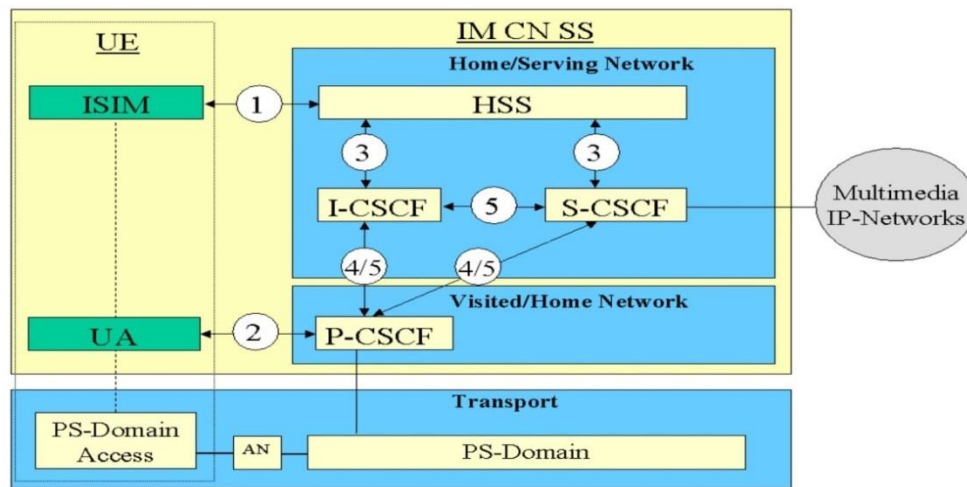 UE
IM CN SS
Home/Serving Network
ISIM
1
HSS
3
3
I-CSCF
5
S-CSCF
Multimedia
IP-Networks
4/5
4/5
Visited/Home Network
UA
2
P-CSCF
Transport
PS-Domain
Access
AN
PS-Domain